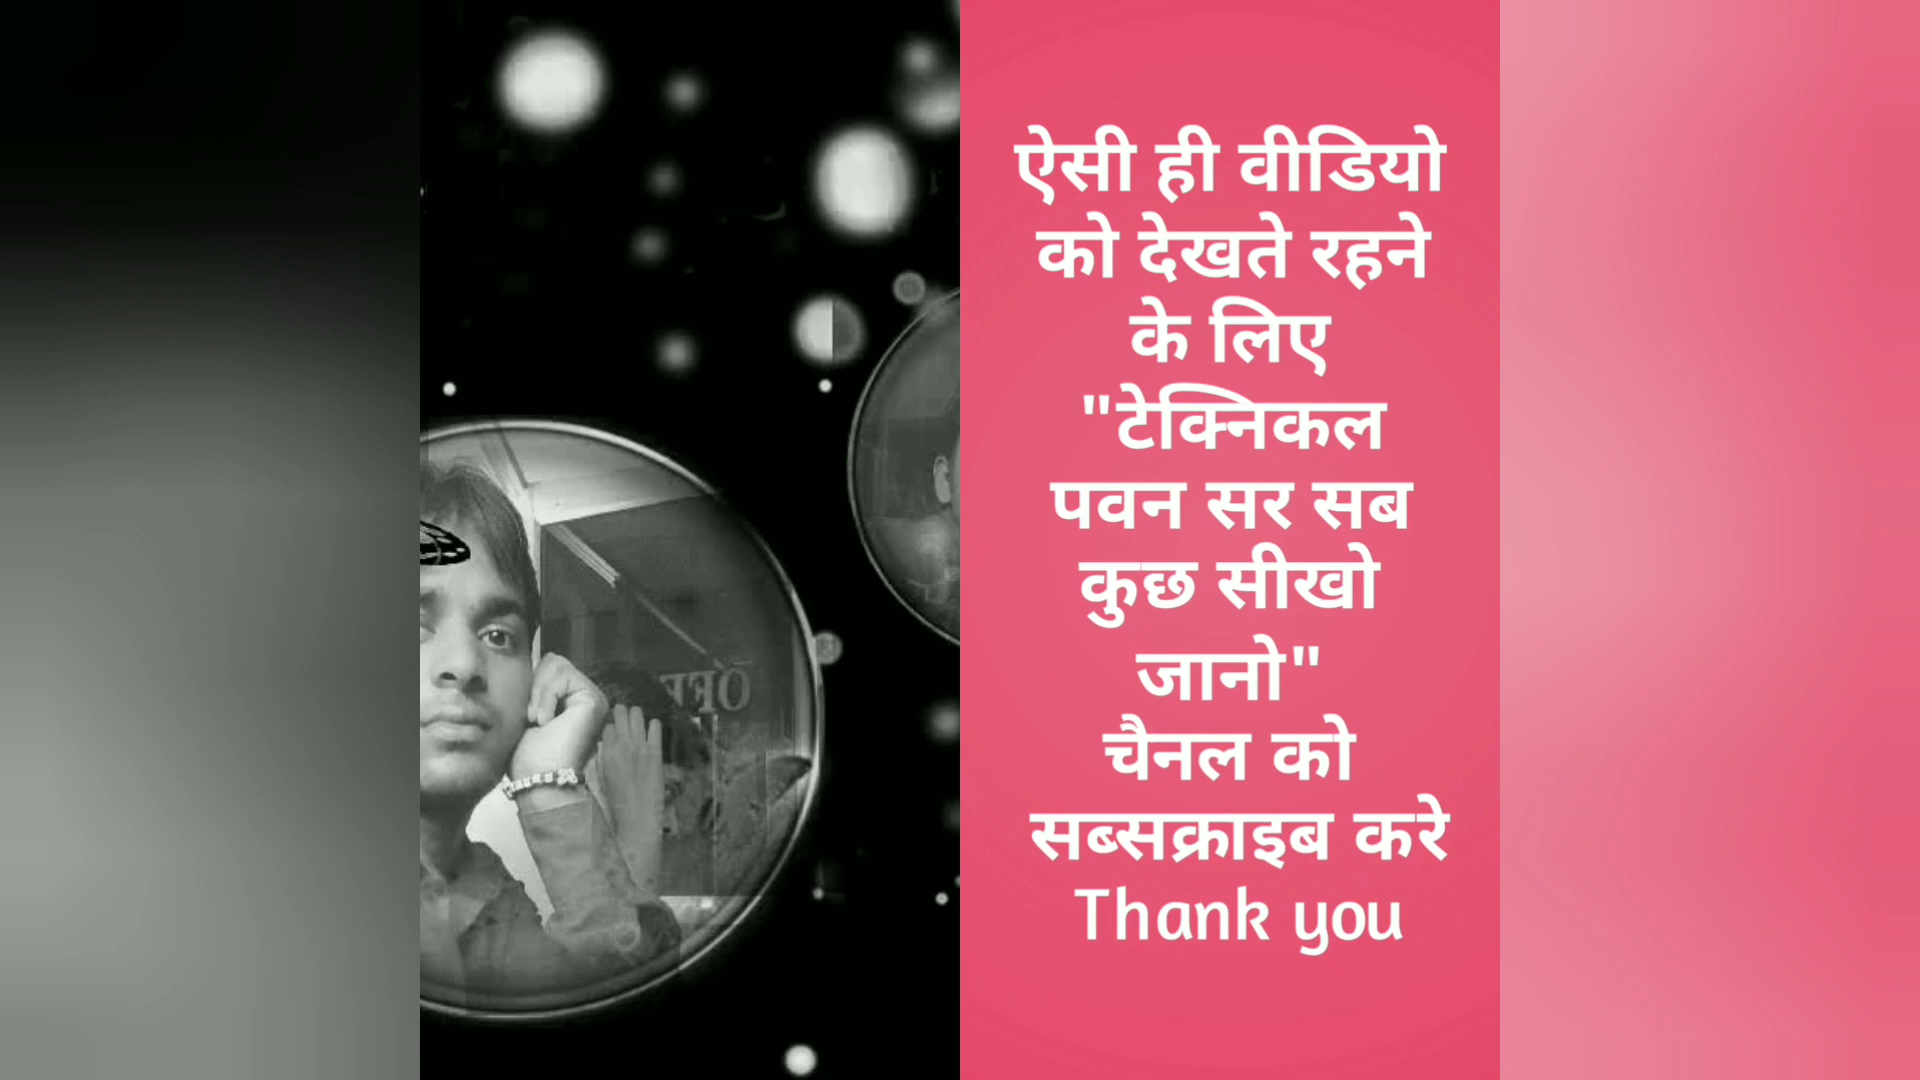 ऐसी ही वीडियो
को देखते रहने
के लिए
"टेक्निकल
पवन सर सब
कुछ सीखो
जानो"
चैनल को
सब्सक्राइब करे
Thank you